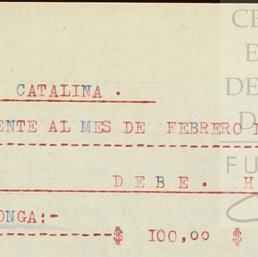 CATALINA .
ENTE AL MES DE FEBRERO
DEBE. H
ONGA:-
$ 100,00 $
CE
E
DE
D
FU